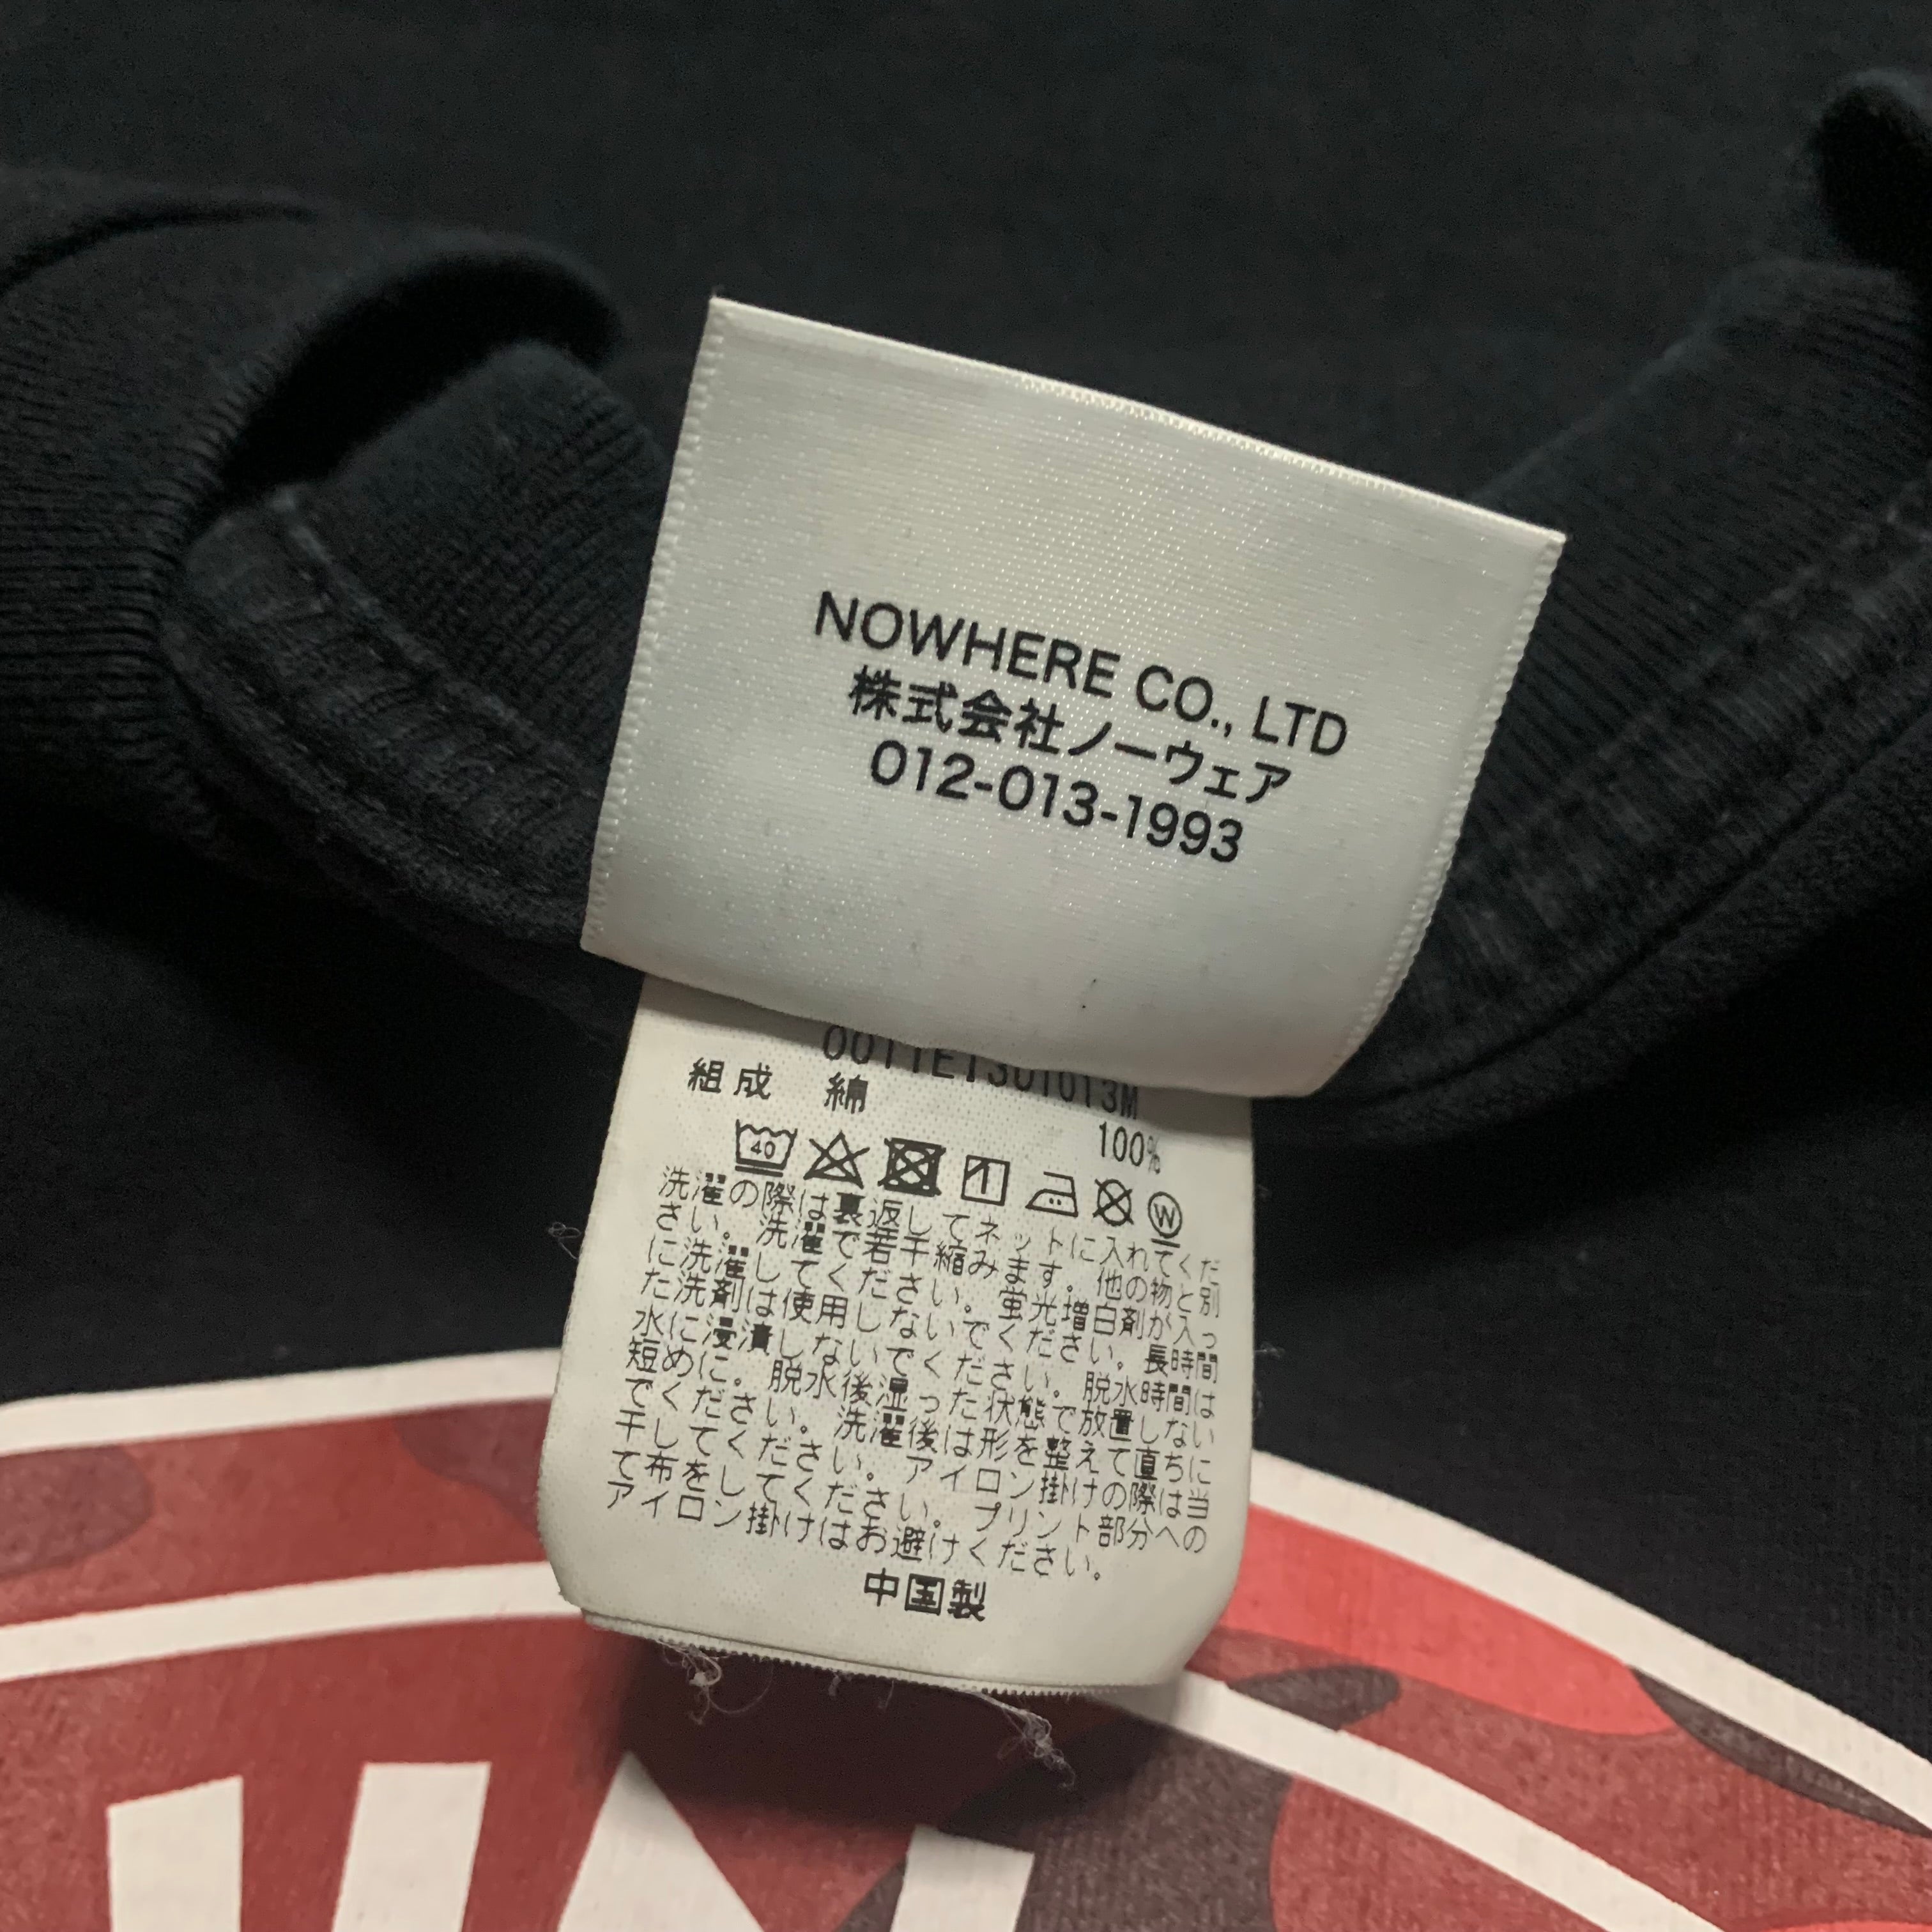 NOWHERE CO., LTD
株式会社ノーウェア
012-013-1993
0011E1301013M
組成 綿
100%
40
W
洗濯の際は裏返してネットに入れてくだ
さい。洗濯で若干縮みます。他の物と別
に洗濯してください。蛍光増白剤が入っ
た洗剤は使用しないでください。長時間
水に浸漬しないでください。脱水時間は
短めに。脱水後湿った状態で放置しない
でください。洗濯後は形を整えて直ちに
干してください。アイロン掛けの際は当
て布をしてください。プリント部分への
アイロン掛けはお避けください。
中国製